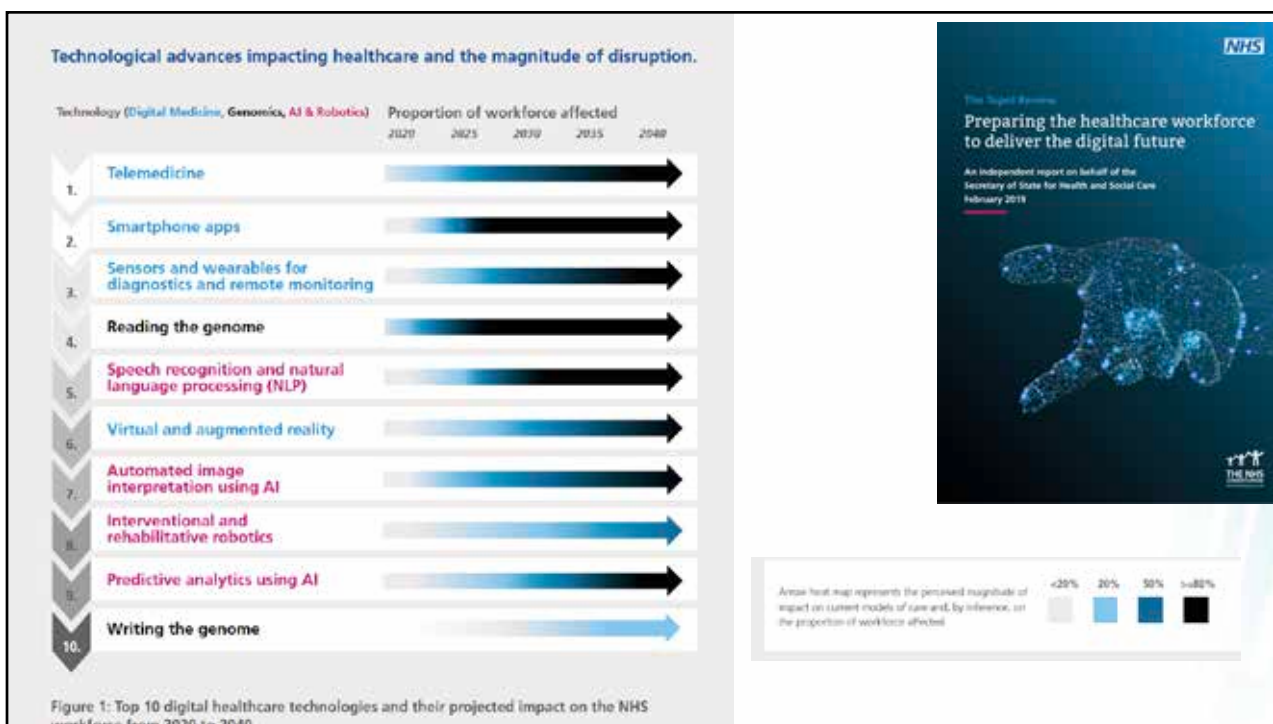 Technological advances impacting healthcare and the magnitude of disruption.
Technology (Digital Medicine, Genomics, AI & Robotics)
Proportion of workforce affected
2020 2025 2030 2035 2040
1.
Telemedicine
2.
Smartphone apps
3.
Sensors and wearables for
diagnostics and remote monitoring
4.
Reading the genome
5.
Speech recognition and natural
language processing (NLP)
6.
Virtual and augmented reality
7.
Automated image
interpretation using AI
8.
Interventional and
rehabilitative robotics
9.
Predictive analytics using AI
10.
Writing the genome
Figure 1: Top 10 digital healthcare technologies and their projected impact on the NHS
workforce from 2020 to 2040
NHS
The Topol Review
Preparing the healthcare workforce
to deliver the digital future
An independent report on behalf of the
Secretary of State for Health and Social Care
February 2019
THE NHS
heat map represents the perceived magnitude of
impact on current models of care and, by inference, on
the proportion of workforce affected
<20% 20% 50% >=80%